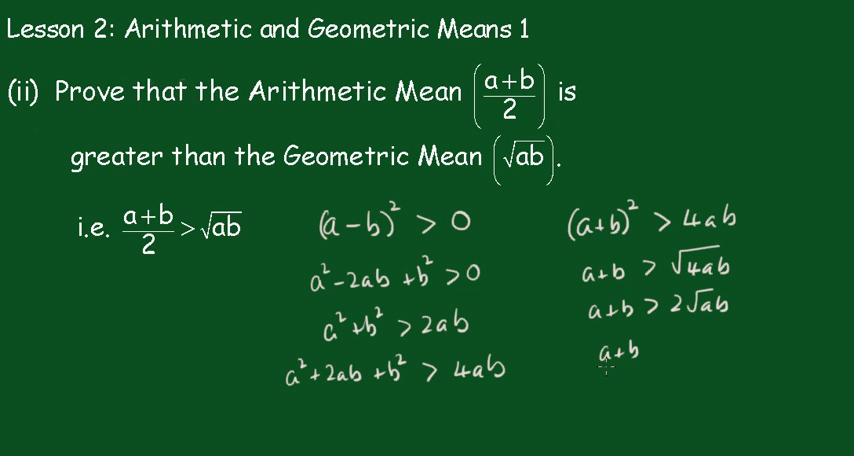 Lesson 2: Arithmetic and Geometric Means 1
(ii) Prove that the Arithmetic Mean ((a+b)/2) is
greater than the Geometric Mean (√ab).
i.e. (a+b)/2 > √ab
(a-b)² > 0
a²-2ab+b² > 0
a²+b² > 2ab
a²+2ab+b² > 4ab
(a+b)² > 4ab
a+b > √4ab
a+b > 2√ab
a+b